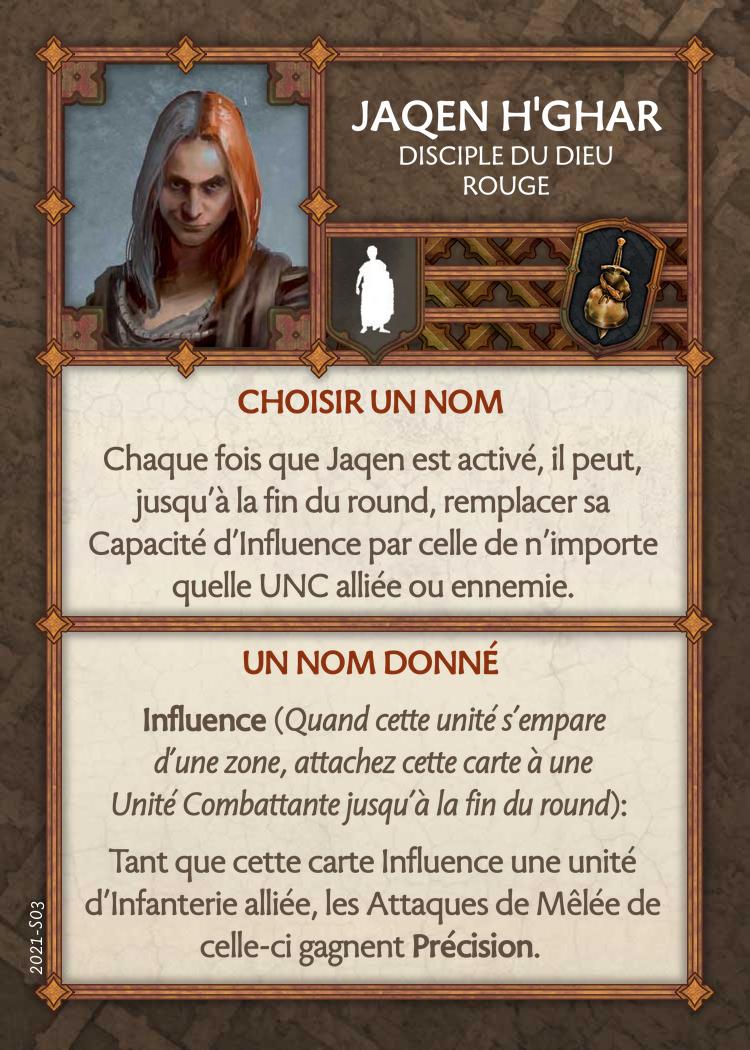 JAQEN H'GHAR
DISCIPLE DU DIEU
ROUGE
CHOISIR UN NOM
Chaque fois que Jaqen est activé, il peut,
jusqu’à la fin du round, remplacer sa
Capacité d’Influence par celle de n’importe
quelle UNC alliée ou ennemie.
UN NOM DONNÉ
Influence (Quand cette unité s’empare
d’une zone, attachez cette carte à une
Unité Combattante jusqu’à la fin du round):
Tant que cette carte Influence une unité
d’Infanterie alliée, les Attaques de Mêlée de
celle-ci gagnent Précision.
2021-S03